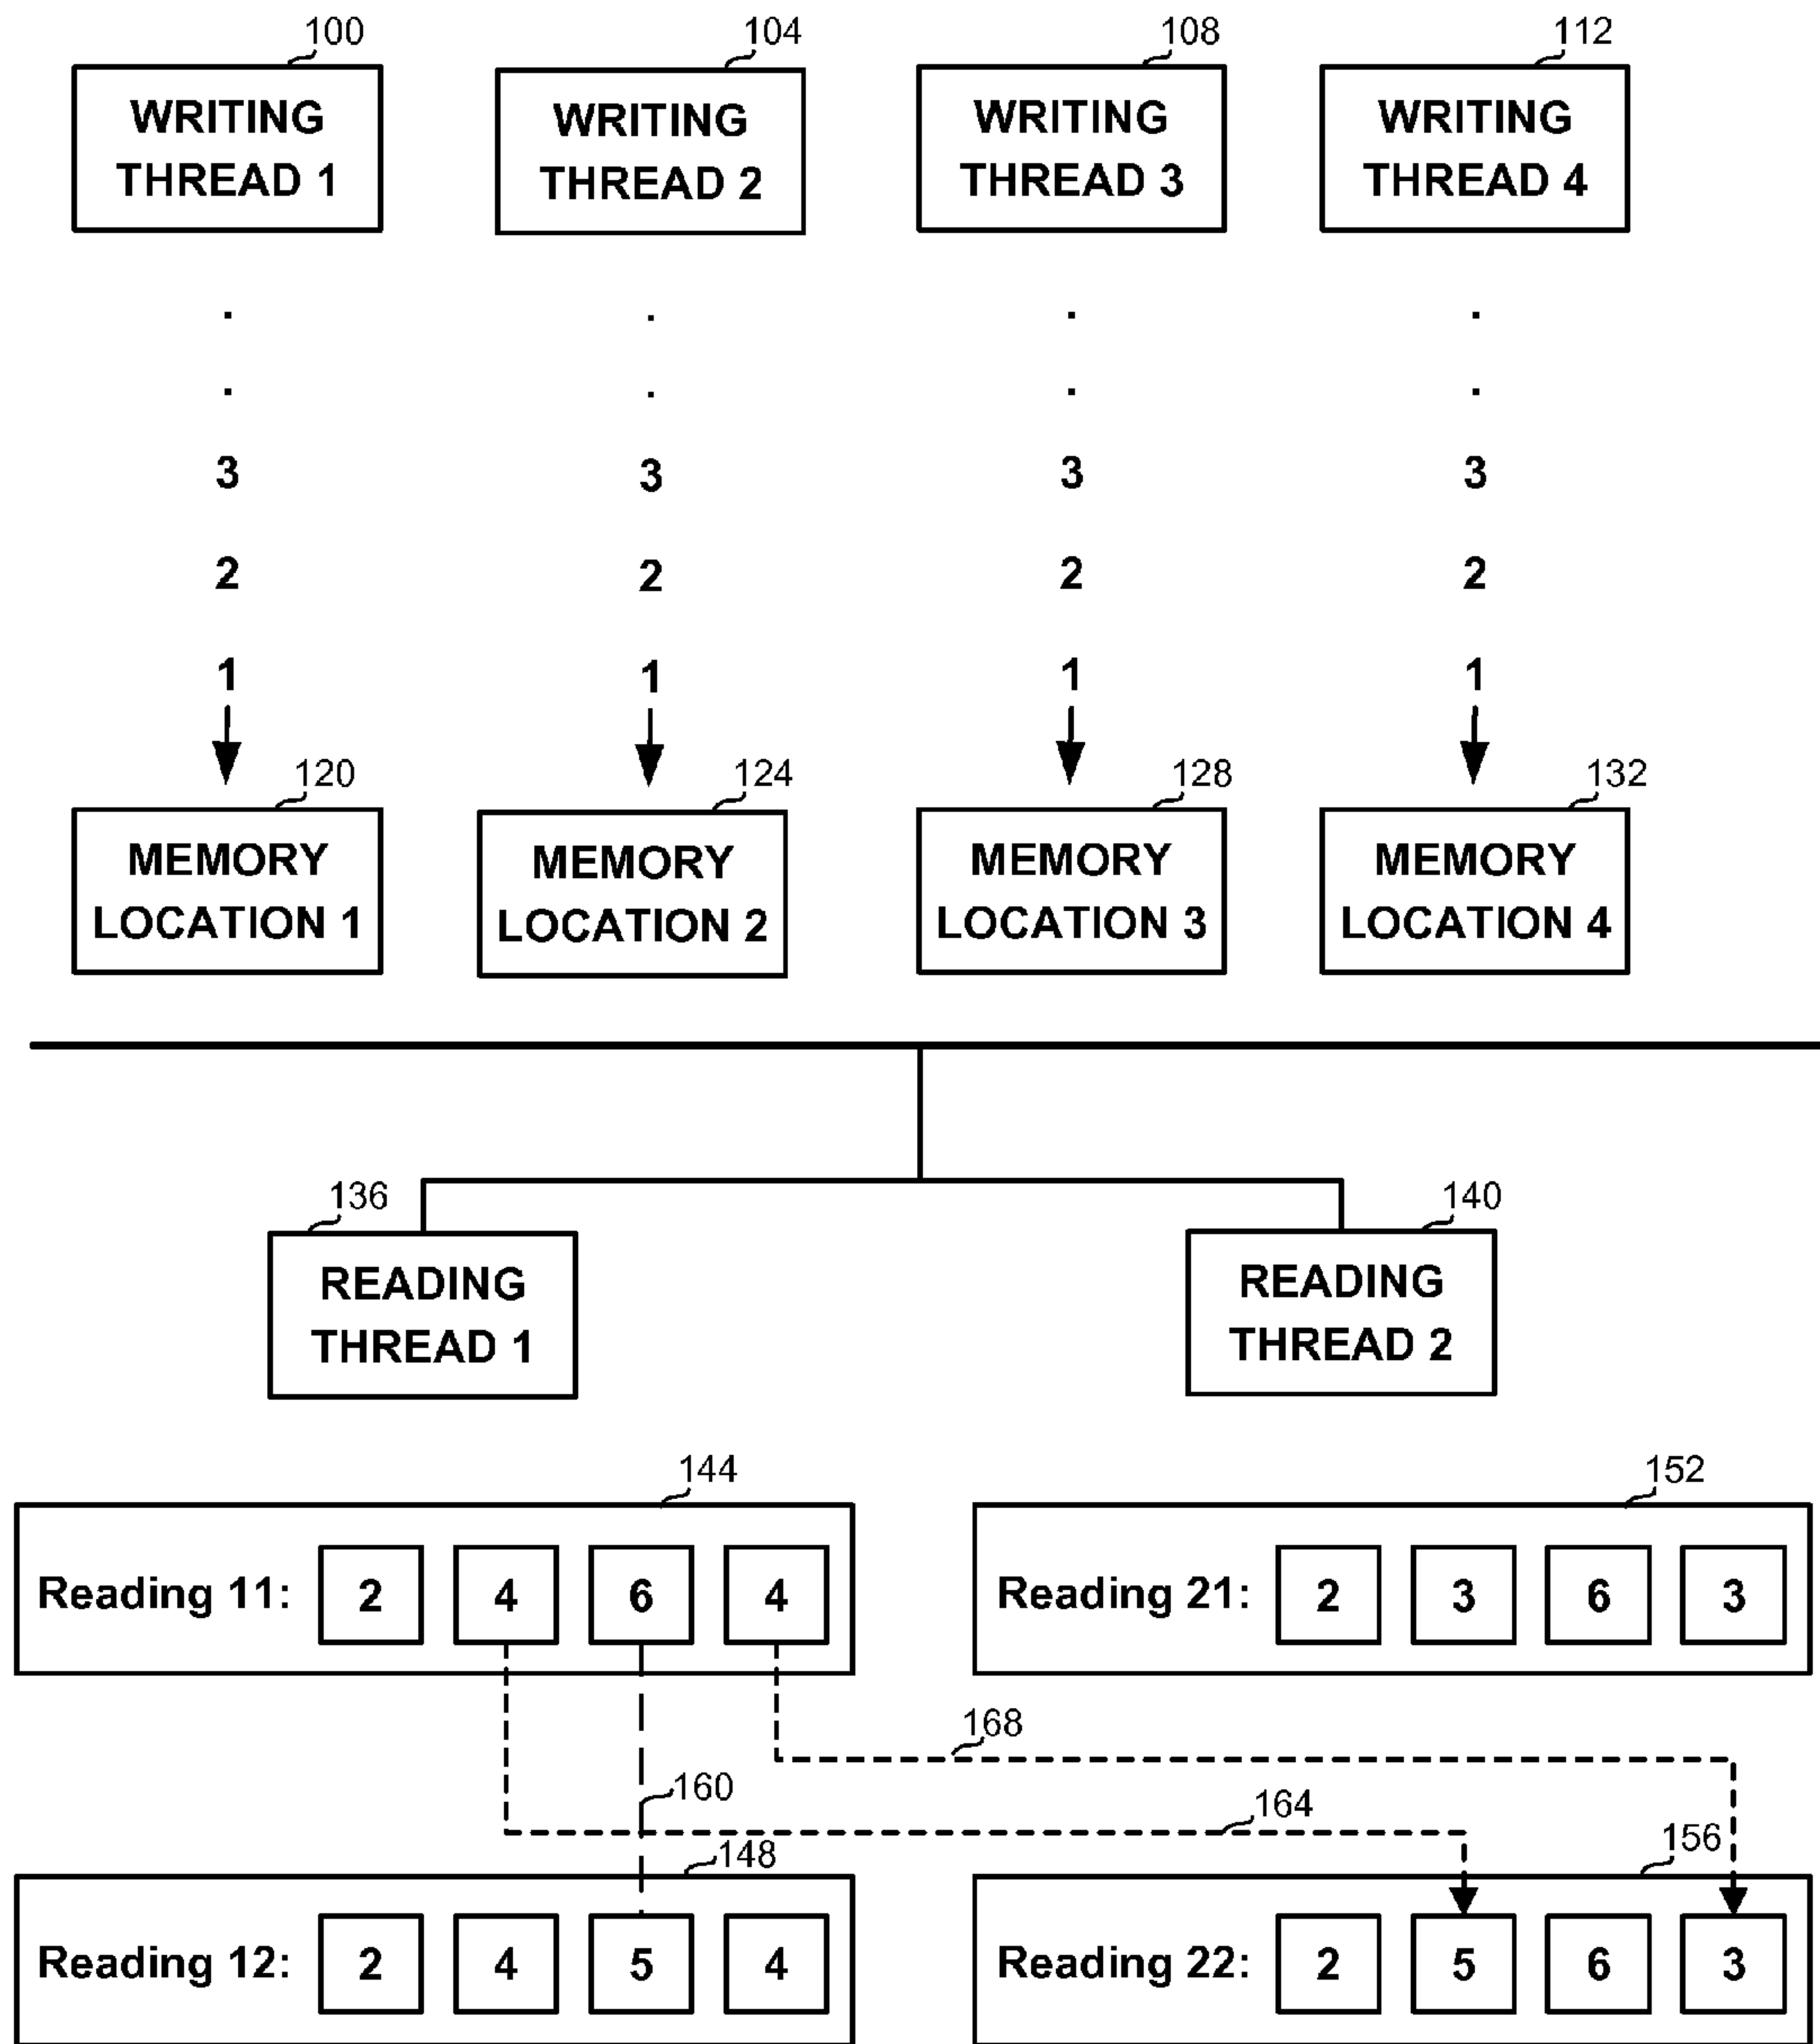 100 104 108 112
WRITING WRITING WRITING WRITING
THREAD 1 THREAD 2 THREAD 3 THREAD 4
. . . .
. . . .
3 3 3 3
2 2 2 2
1 1 1 1
120 124 128 132
MEMORY MEMORY MEMORY MEMORY
LOCATION 1 LOCATION 2 LOCATION 3 LOCATION 4
136 140
READING READING
THREAD 1 THREAD 2
144 152
Reading 11: 2 4 6 4 Reading 21: 2 3 6 3
168
160 164
148 156
Reading 12: 2 4 5 4 Reading 22: 2 5 6 3